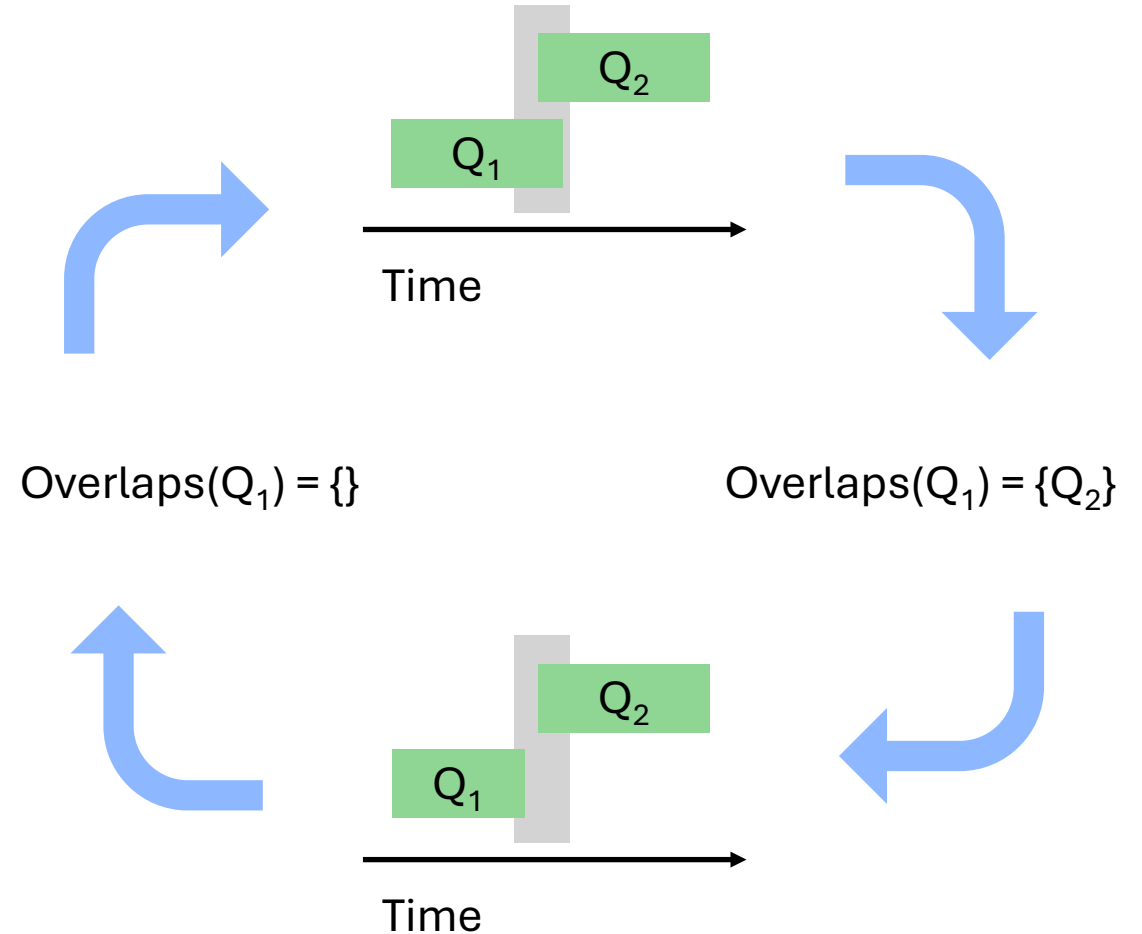 Q₂
Q₁
Time
Overlaps(Q₁) = {}
Overlaps(Q₁) = {Q₂}
Q₂
Q₁
Time